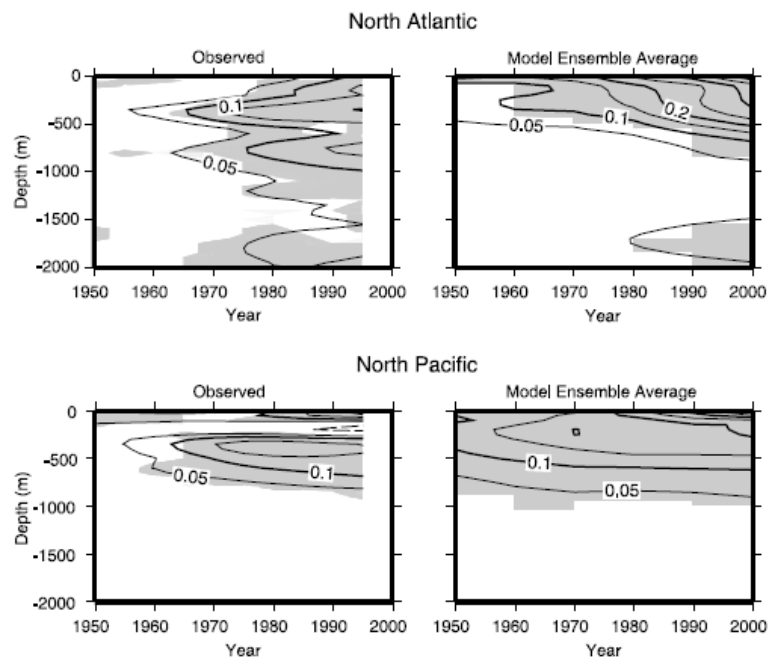 North Atlantic
Observed
Model Ensemble Average
Depth (m)
0
-500
-1000
-1500
-2000
0.1
0.05
0.05
0.1
0.2
1950 1960 1970 1980 1990 2000
1950 1960 1970 1980 1990 2000
Year
Year
North Pacific
Observed
Model Ensemble Average
Depth (m)
0
-500
-1000
-1500
-2000
0.05
0.1
0.1
0.05
1950 1960 1970 1980 1990 2000
1950 1960 1970 1980 1990 2000
Year
Year